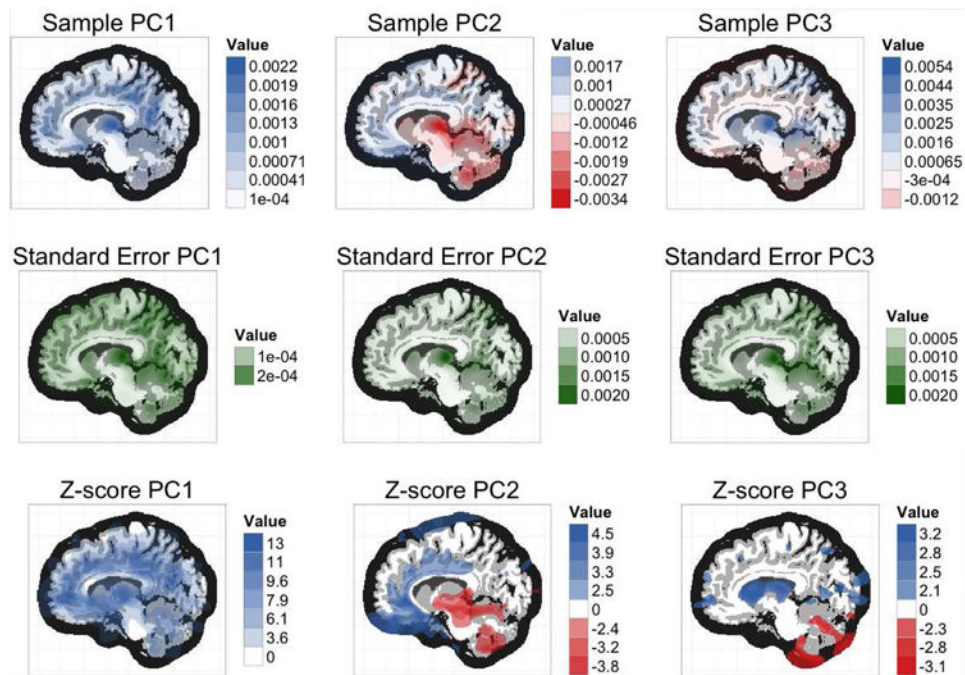 Sample PC1
Value
0.0022
0.0019
0.0016
0.0013
0.001
0.00071
0.00041
1e-04
Sample PC2
Value
0.0017
0.001
0.00027
-0.00046
-0.0012
-0.0019
-0.0027
-0.0034
Sample PC3
Value
0.0054
0.0044
0.0035
0.0025
0.0016
0.00065
-3e-04
-0.0012
Standard Error PC1
Value
1e-04
2e-04
Standard Error PC2
Value
0.0005
0.0010
0.0015
0.0020
Standard Error PC3
Value
0.0005
0.0010
0.0015
0.0020
Z-score PC1
Value
13
11
9.6
7.9
6.1
3.6
0
Z-score PC2
Value
4.5
3.9
3.3
2.5
0
-2.4
-3.2
-3.8
Z-score PC3
Value
3.2
2.8
2.5
2.1
0
-2.3
-2.8
-3.1